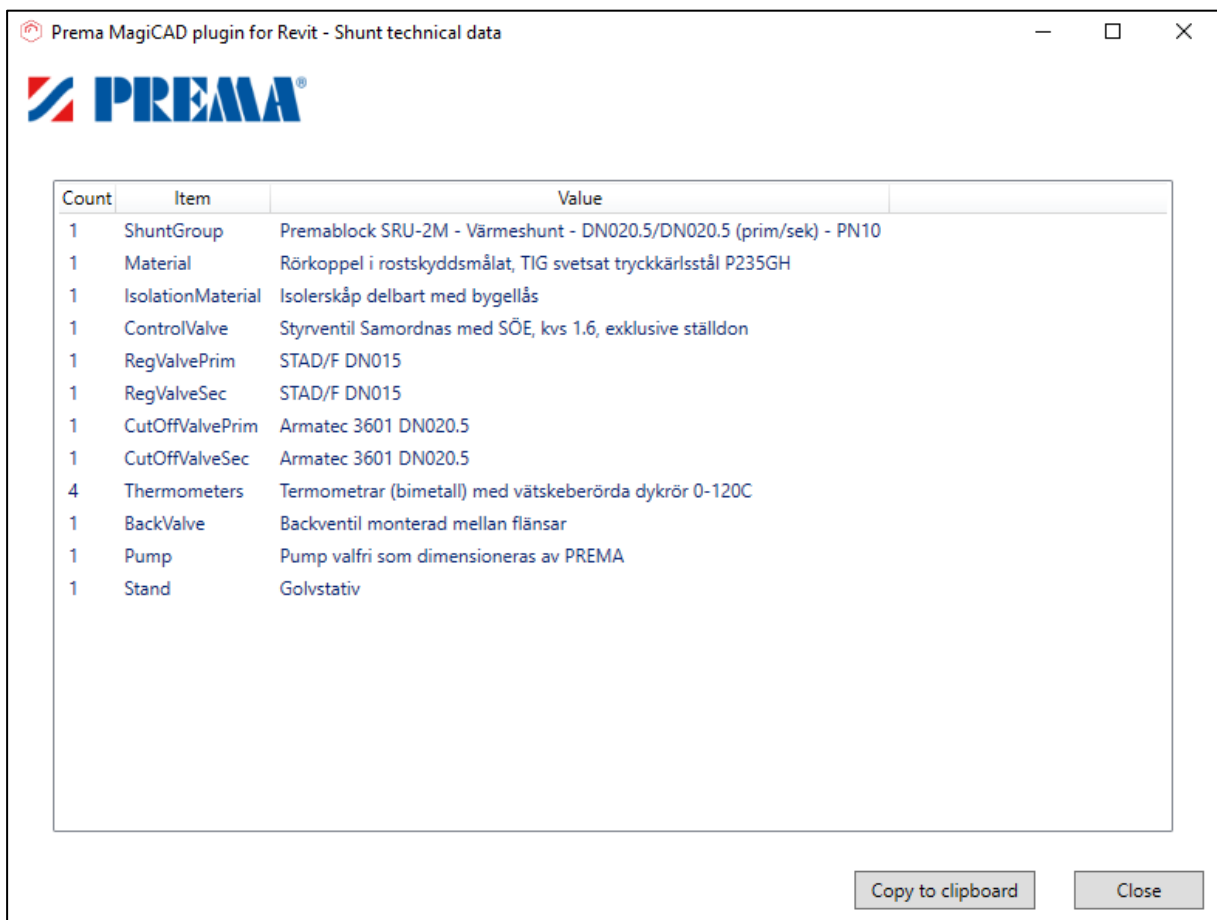 Prema MagiCAD plugin for Revit - Shunt technical data
PREMA®
Count Item Value
1 ShuntGroup Premablock SRU-2M - Värmeshunt - DN020.5/DN020.5 (prim/sek) - PN10
1 Material Rörkoppel i rostskyddsmålat, TIG svetsat tryckkärlsstål P235GH
1 IsolationMaterial Isolerskåp delbart med bygellås
1 ControlValve Styrventil Samordnas med SÖE, kvs 1.6, exklusive ställdon
1 RegValvePrim STAD/F DN015
1 RegValveSec STAD/F DN015
1 CutOffValvePrim Armatec 3601 DN020.5
1 CutOffValveSec Armatec 3601 DN020.5
4 Thermometers Termometrar (bimetall) med vätskeberörda dykrör 0-120C
1 BackValve Backventil monterad mellan flänsar
1 Pump Pump valfri som dimensioneras av PREMA
1 Stand Golvstativ
Copy to clipboard Close